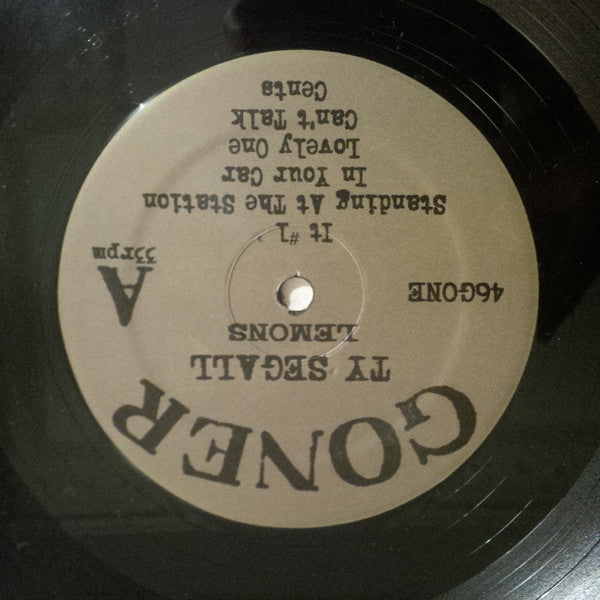 GONER
TY SEGALL
LEMONS
46GONE
A
33rpm
It #1
Standing At The Station
In Your Car
Lovely One
Can't Talk
Cents